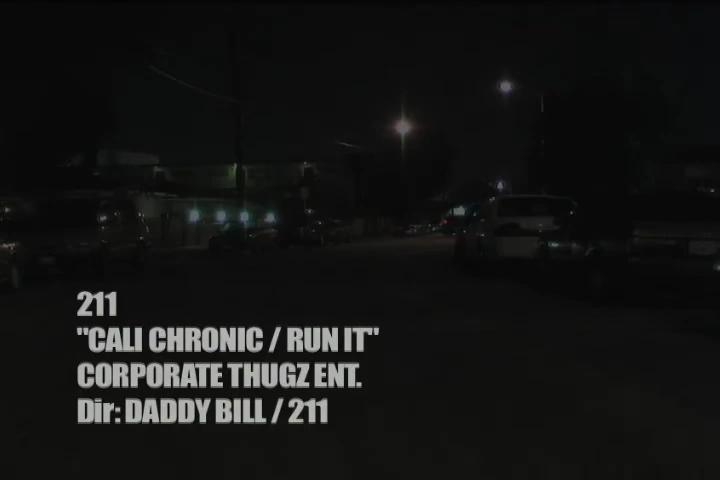 211
"CALI CHRONIC / RUN IT"
CORPORATE THUGZ ENT.
Dir: DADDY BILL / 211